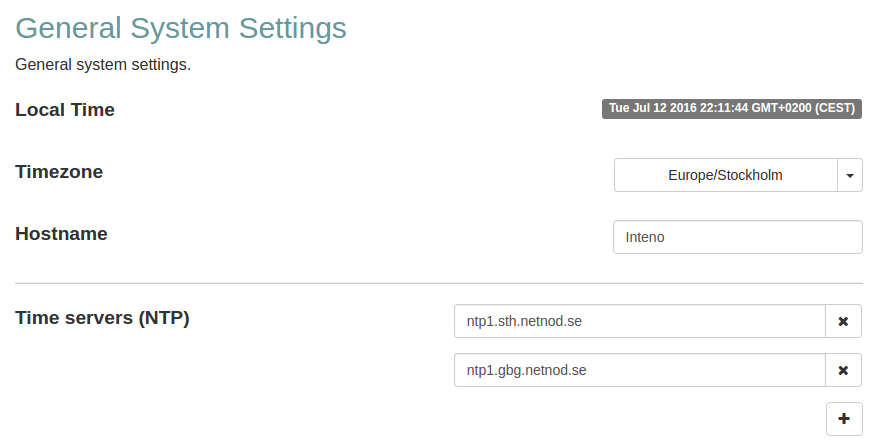 General System Settings
General system settings.
Local Time
Tue Jul 12 2016 22:11:44 GMT+0200 (CEST)
Timezone
Europe/Stockholm
Hostname
Inteno
Time servers (NTP)
ntp1.sth.netnod.se
ntp1.gbg.netnod.se